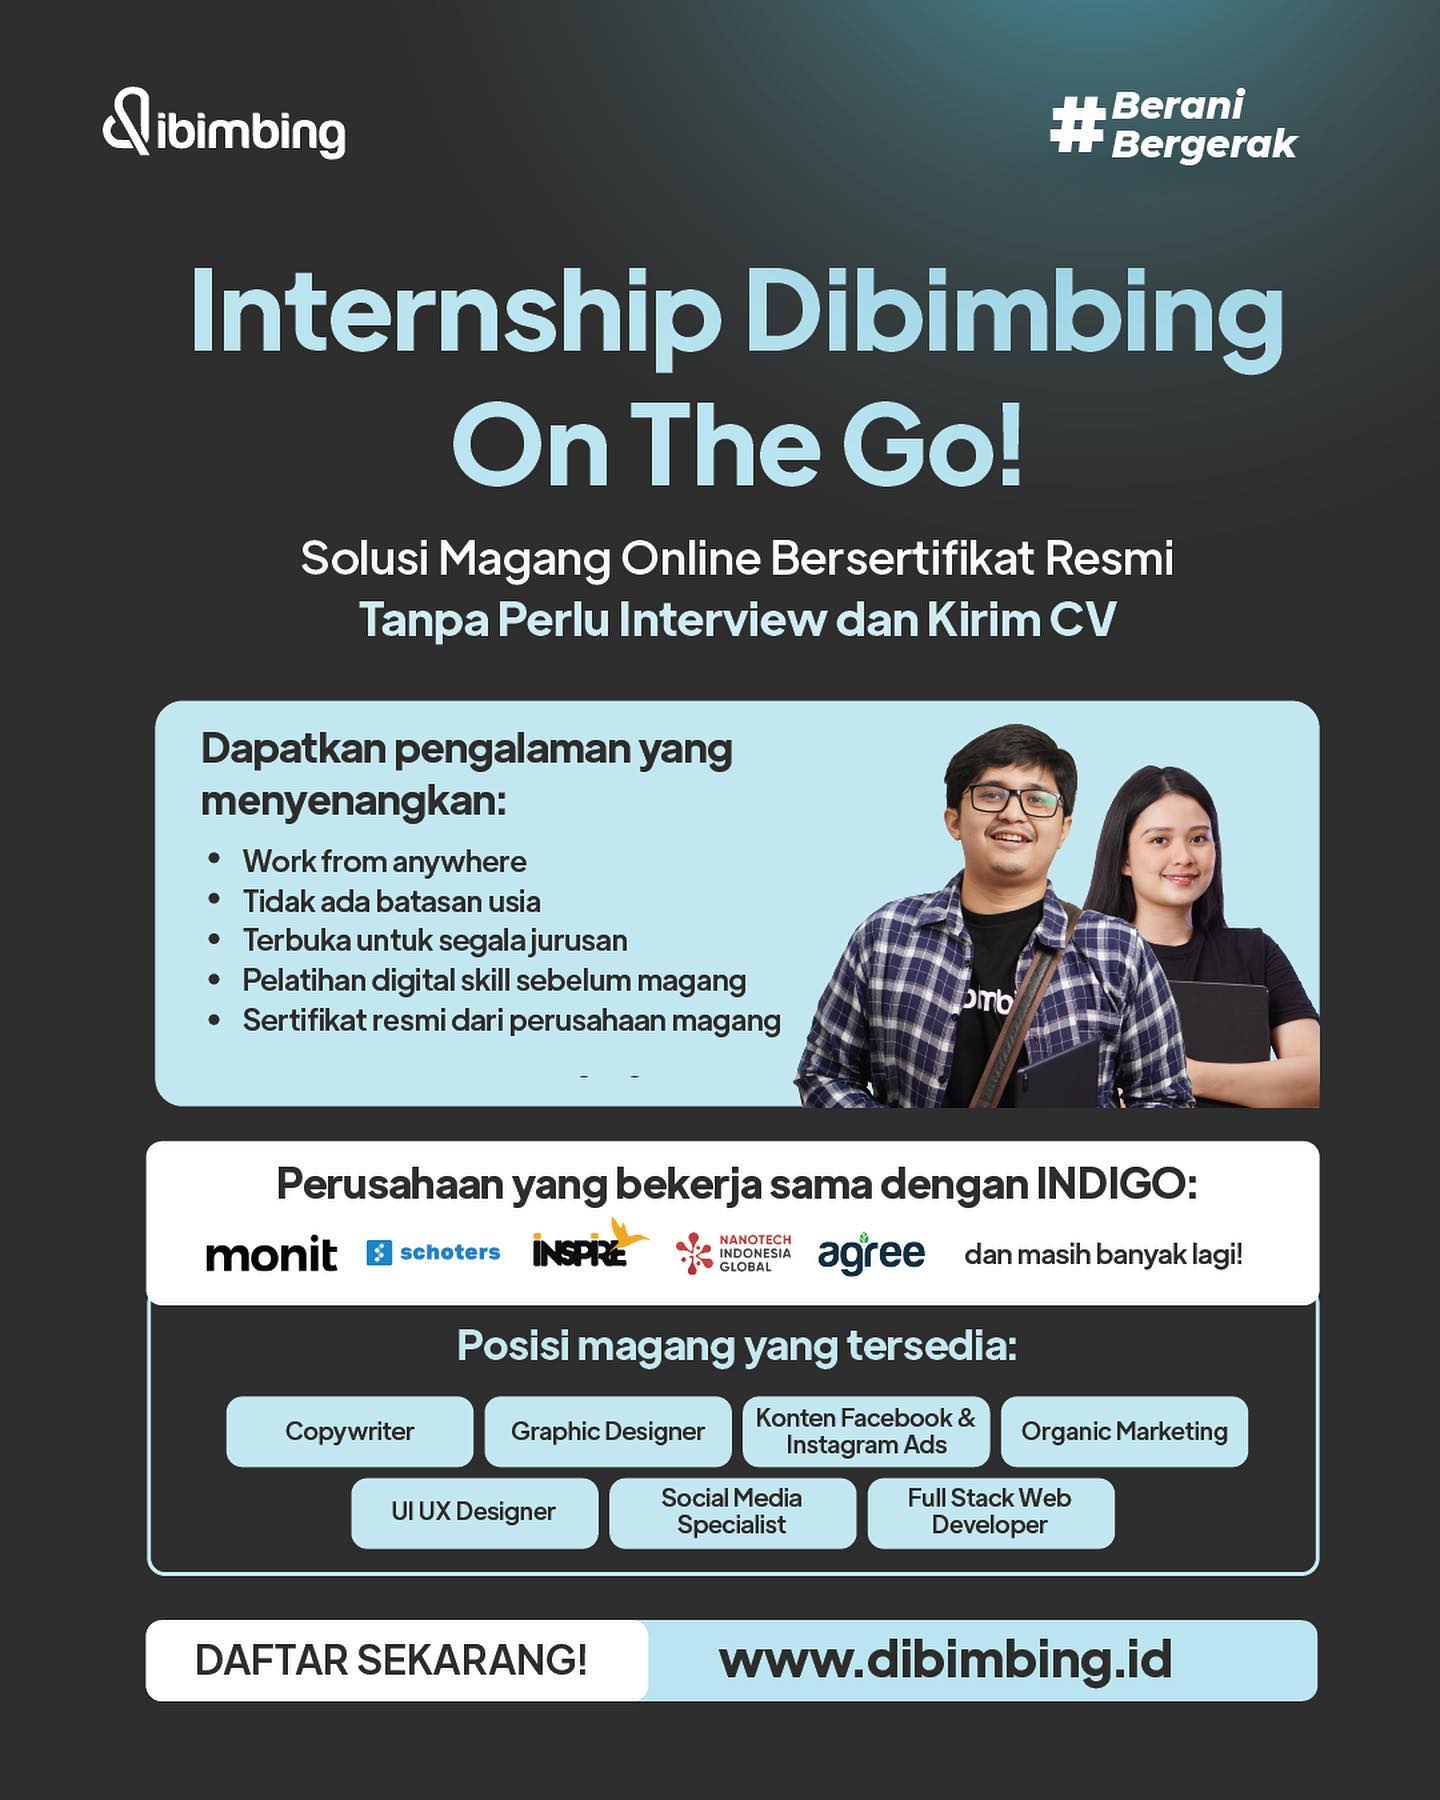 dibimbing
#Berani
Bergerak
Internship Dibimbing
On The Go!
Solusi Magang Online Bersertifikat Resmi
Tanpa Perlu Interview dan Kirim CV
Dapatkan pengalaman yang
menyenangkan:
• Work from anywhere
• Tidak ada batasan usia
• Terbuka untuk segala jurusan
• Pelatihan digital skill sebelum magang
• Sertifikat resmi dari perusahaan magang
Perusahaan yang bekerja sama dengan INDIGO:
monit
schoters
iNSPiRE
NANOTECH
INDONESIA
GLOBAL
agree
dan masih banyak lagi!
Posisi magang yang tersedia:
Copywriter
Graphic Designer
Konten Facebook &
Instagram Ads
Organic Marketing
UI UX Designer
Social Media
Specialist
Full Stack Web
Developer
DAFTAR SEKARANG!
www.dibimbing.id